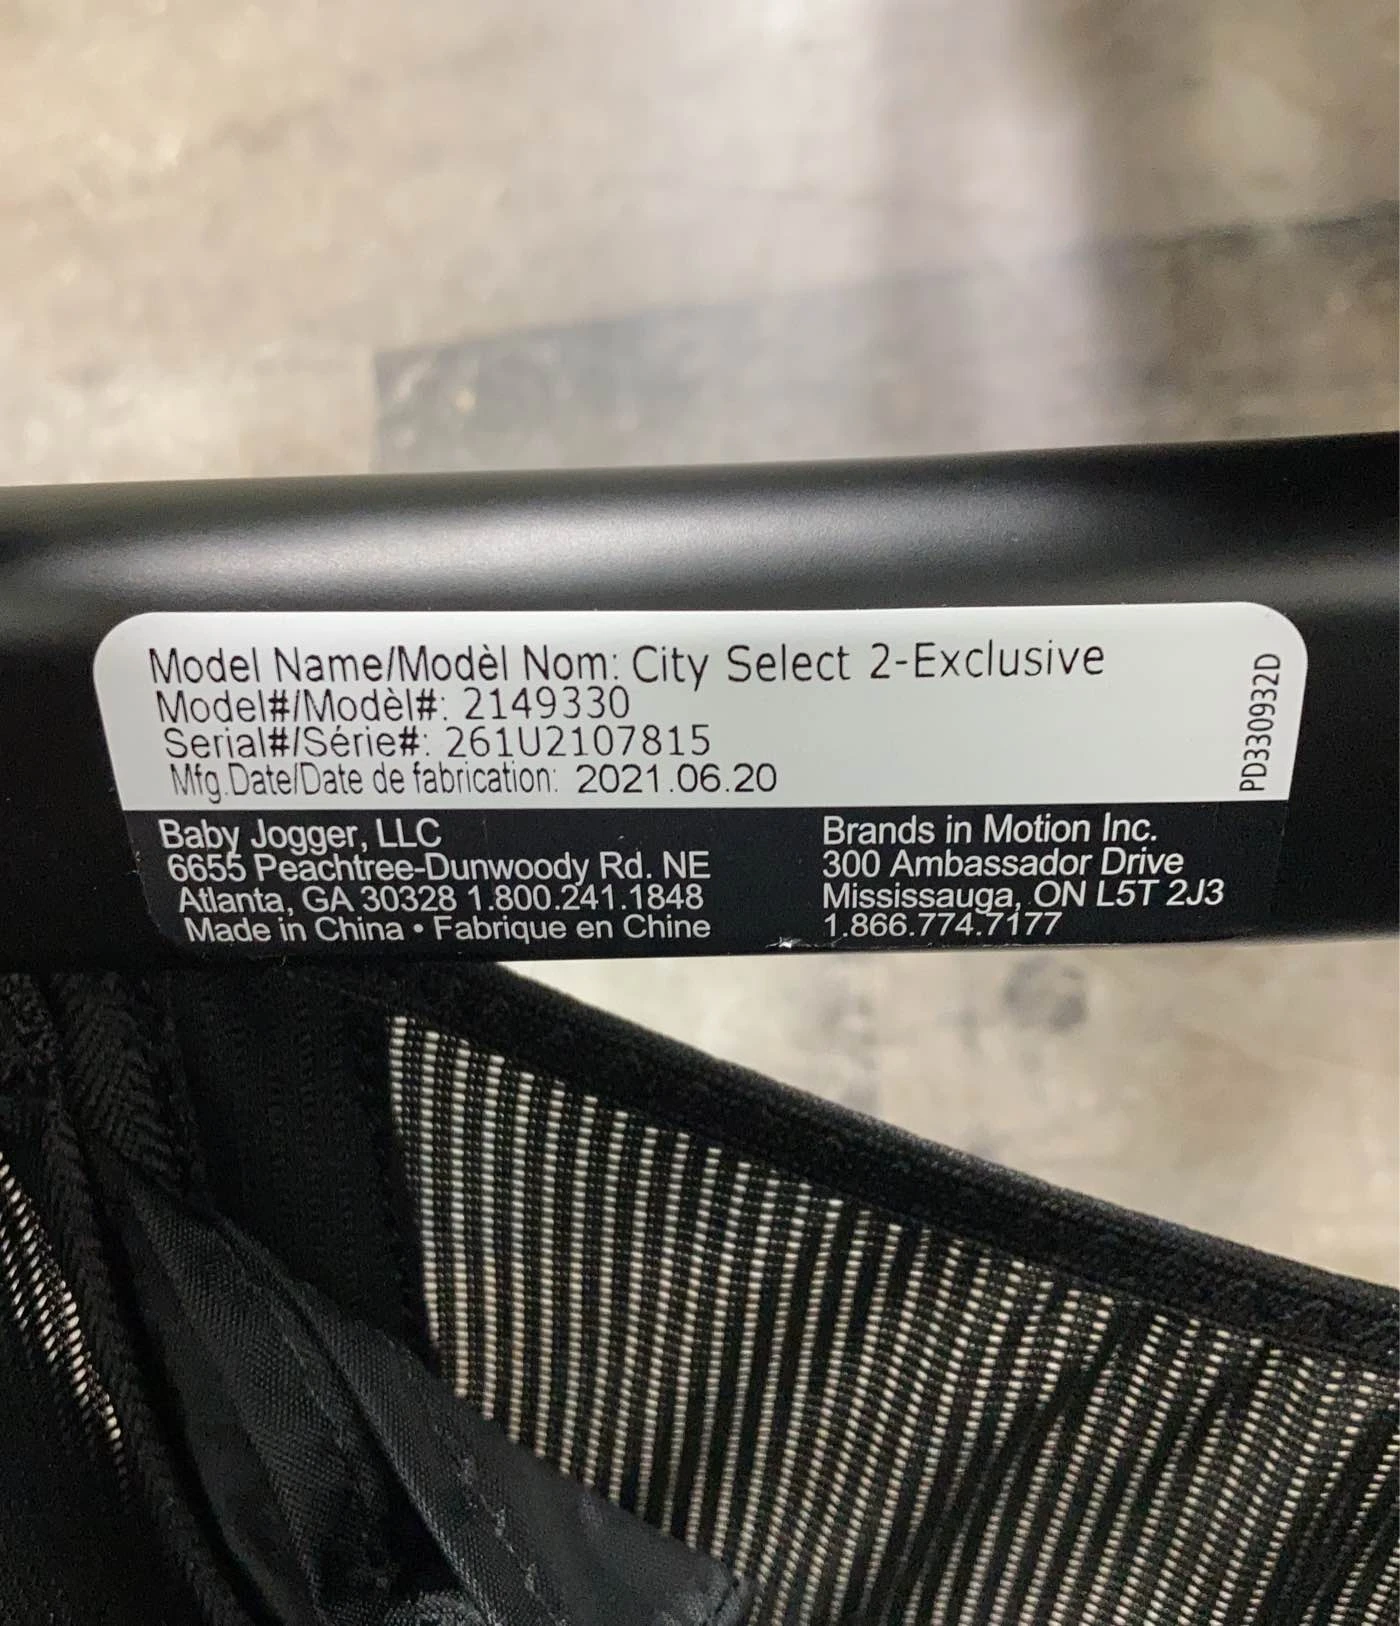 Model Name/Modèl Nom: City Select 2-Exclusive
Model#/Modèl#: 2149330
Serial#/Série#: 261U2107815
Mfg.Date/Date de fabrication: 2021.06.20
PD330932D
Baby Jogger, LLC
6655 Peachtree-Dunwoody Rd. NE
Atlanta, GA 30328 1.800.241.1848
Made in China • Fabrique en Chine
Brands in Motion Inc.
300 Ambassador Drive
Mississauga, ON L5T 2J3
1.866.774.7177